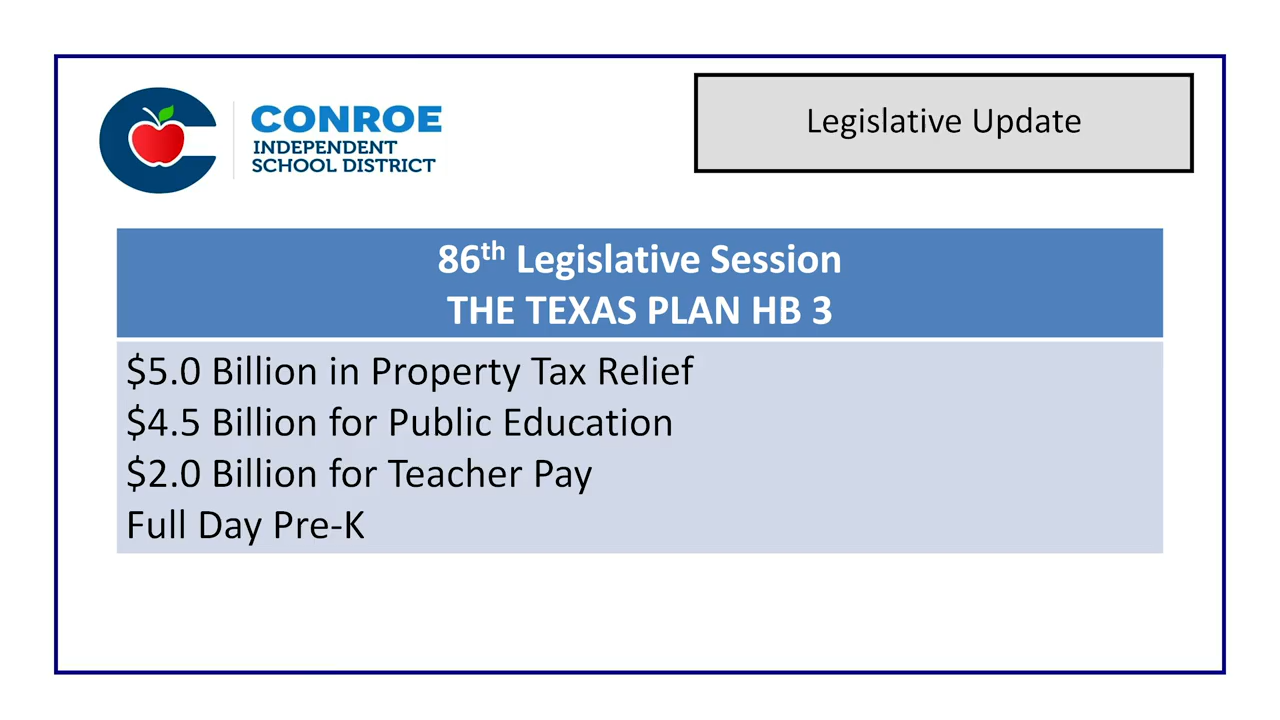 CONROE
INDEPENDENT
SCHOOL DISTRICT
Legislative Update
86th Legislative Session
THE TEXAS PLAN HB 3
$5.0 Billion in Property Tax Relief
$4.5 Billion for Public Education
$2.0 Billion for Teacher Pay
Full Day Pre-K